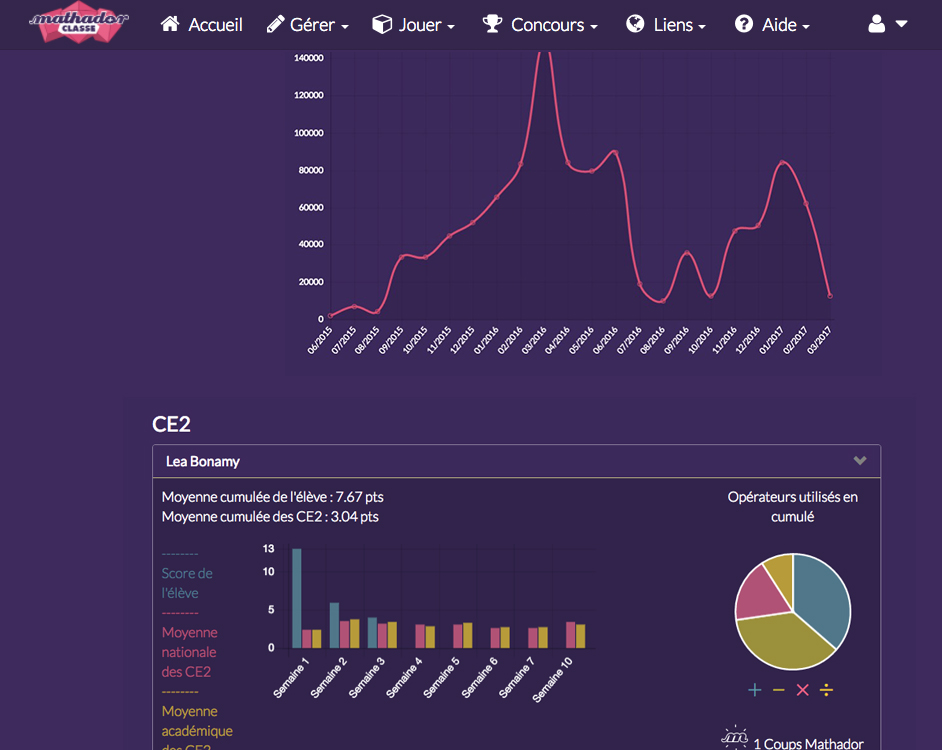 mathador
CLASSE
Accueil
Gérer
Jouer
Concours
Liens
Aide
140000
120000
100000
80000
60000
40000
20000
0
06/2015
07/2015
08/2015
09/2015
10/2015
11/2015
12/2015
01/2016
02/2016
03/2016
04/2016
05/2016
06/2016
07/2016
08/2016
09/2016
10/2016
11/2016
12/2016
01/2017
02/2017
03/2017
CE2
Lea Bonamy
Moyenne cumulée de l'élève : 7.67 pts
Moyenne cumulée des CE2 : 3.04 pts
Opérateurs utilisés en
cumulé
--------
Score de
l'élève
--------
Moyenne
nationale
des CE2
--------
Moyenne
académique
des CE2
13
10
5
0
Semaine 1
Semaine 2
Semaine 3
Semaine 4
Semaine 5
Semaine 6
Semaine 7
Semaine 10
+ − × ÷
m 1 Coups Mathador